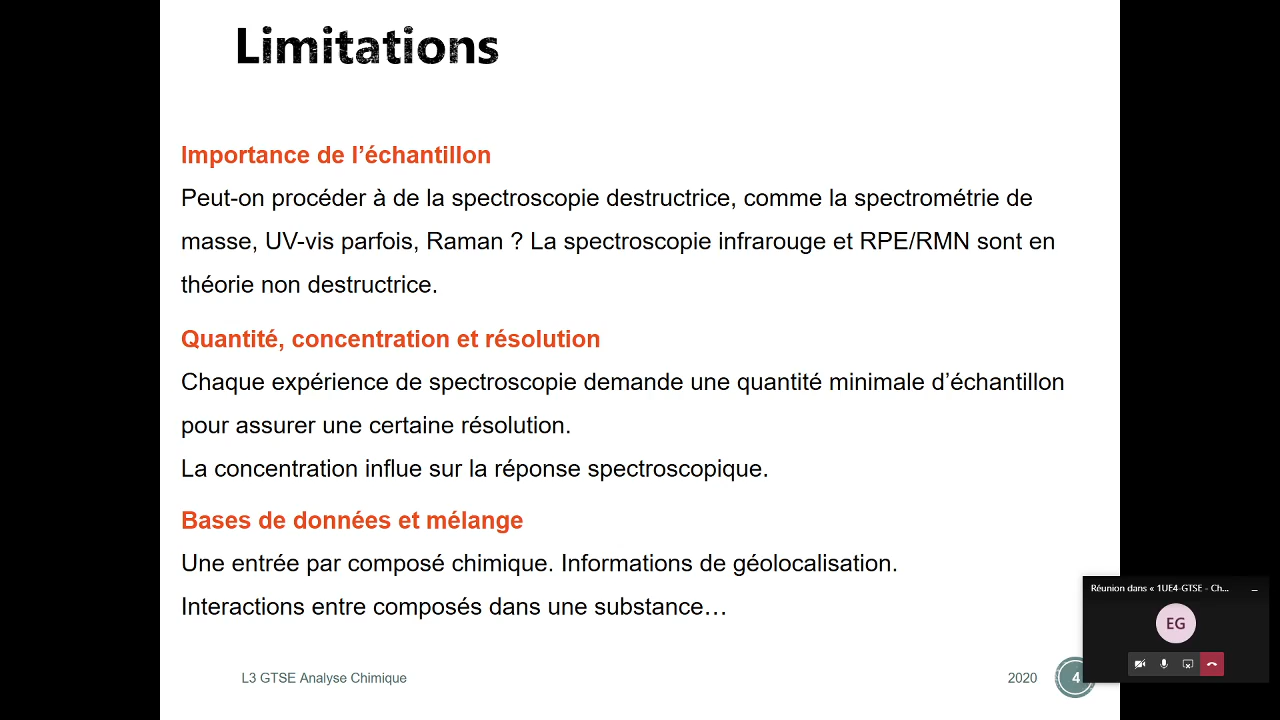 Limitations
Importance de l’échantillon
Peut-on procéder à de la spectroscopie destructrice, comme la spectrométrie de
masse, UV-vis parfois, Raman ? La spectroscopie infrarouge et RPE/RMN sont en
théorie non destructrice.
Quantité, concentration et résolution
Chaque expérience de spectroscopie demande une quantité minimale d’échantillon
pour assurer une certaine résolution.
La concentration influe sur la réponse spectroscopique.
Bases de données et mélange
Une entrée par composé chimique. Informations de géolocalisation.
Interactions entre composés dans une substance…
Réunion dans « 1UE4-GTSE - Ch...
EG
L3 GTSE Analyse Chimique
2020
4